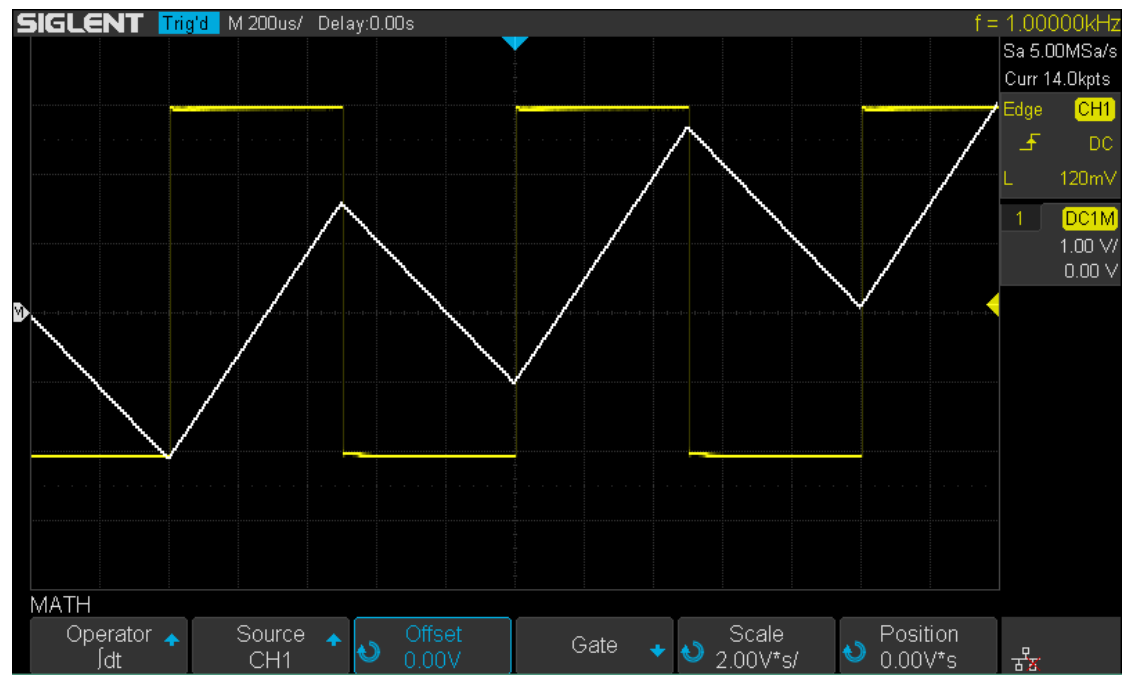 SIGLENT Trig'd M 200us/ Delay:0.00s f = 1.00000kHz
Sa 5.00MSa/s
Curr 14.0kpts
Edge CH1
DC
L 120mV
1 DC1M
1.00 V/
0.00 V
M
MATH
Operator Source Offset Gate Scale Position
∫dt CH1 0.00V 2.00V*s/ 0.00V*s